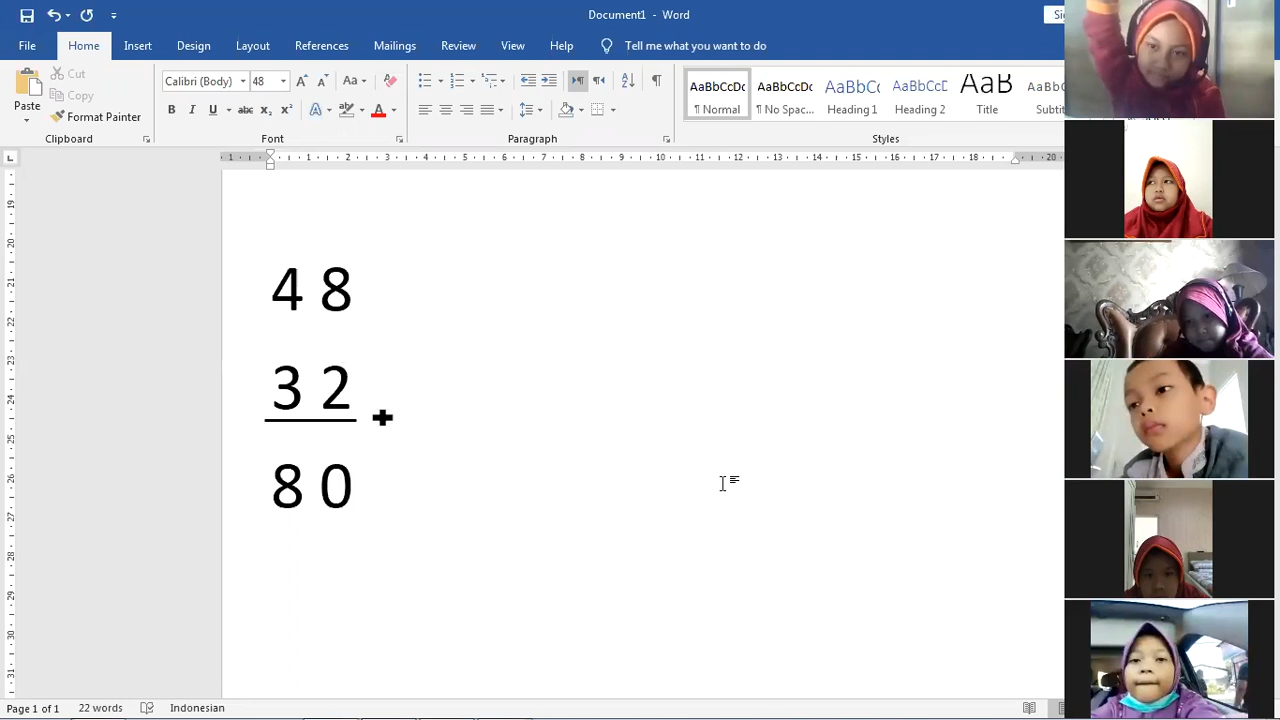 Document1 - Word
File Home Insert Design Layout References Mailings Review View Help Tell me what you want to do
Paste
Cut
Copy
Format Painter
Clipboard
Calibri (Body) 48
Font
Paragraph
AaBbCcDc AaBbCcDc AaBbCc AaBbCcD AaB
¶ Normal ¶ No Spac... Heading 1 Heading 2 Title
Styles
4 8
3 2 +
8 0
Page 1 of 1 22 words Indonesian